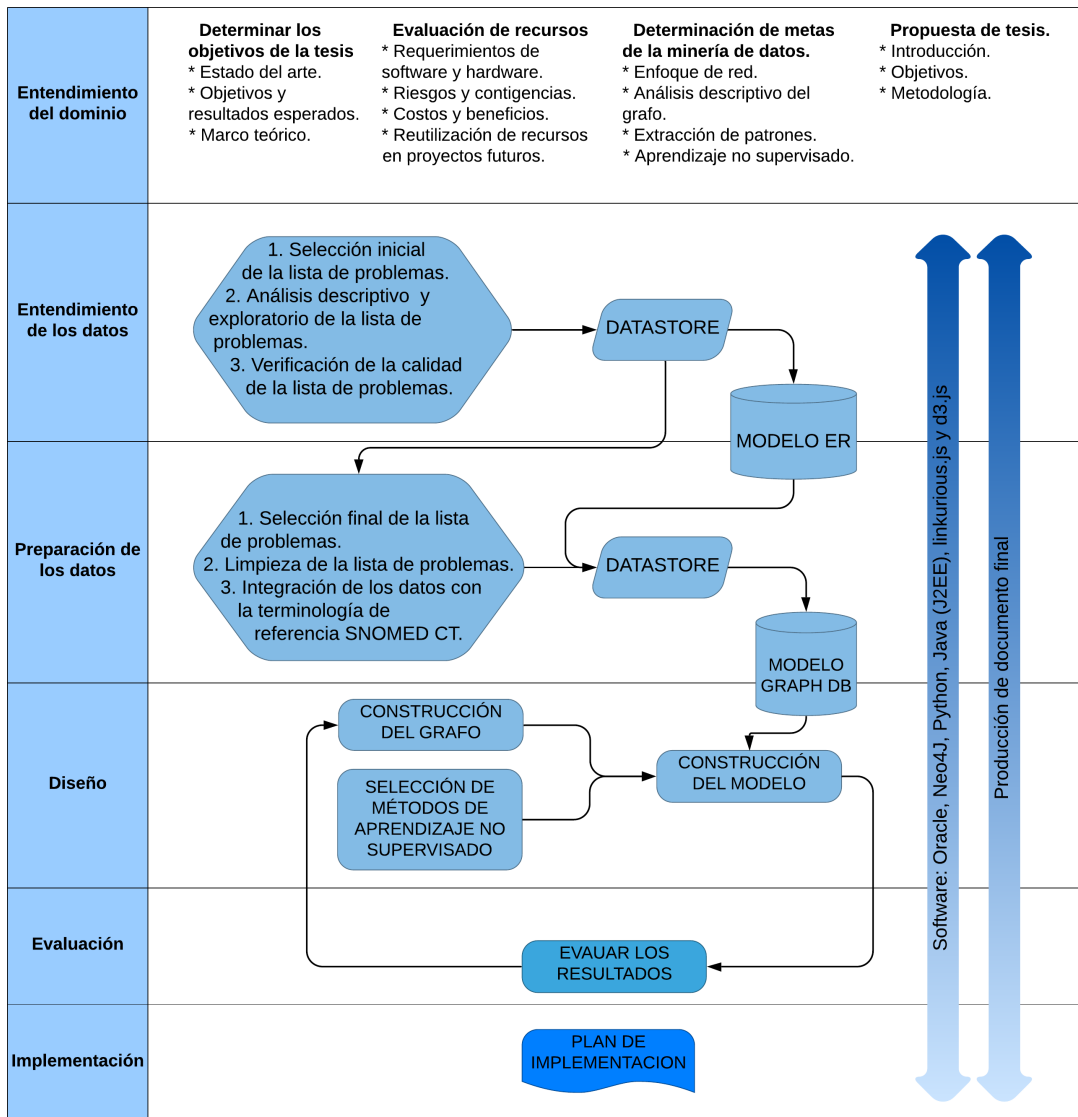 Entendimiento
del dominio
Determinar los
objetivos de la tesis
* Estado del arte.
* Objetivos y
resultados esperados.
* Marco teórico.
Evaluación de recursos
* Requerimientos de
software y hardware.
* Riesgos y contigencias.
* Costos y beneficios.
* Reutilización de recursos
en proyectos futuros.
Determinación de metas
de la minería de datos.
* Enfoque de red.
* Análisis descriptivo del
grafo.
* Extracción de patrones.
* Aprendizaje no supervisado.
Propuesta de tesis.
* Introducción.
* Objetivos.
* Metodología.
Entendimiento
de los datos
1. Selección inicial
de la lista de problemas.
2. Análisis descriptivo y
exploratorio de la lista de
problemas.
3. Verificación de la calidad
de la lista de problemas.
DATASTORE
MODELO ER
Preparación de
los datos
1. Selección final de la lista
de problemas.
2. Limpieza de la lista de problemas.
3. Integración de los datos con
la terminología de
referencia SNOMED CT.
DATASTORE
MODELO
GRAPH DB
Diseño
CONSTRUCCIÓN
DEL GRAFO
SELECCIÓN DE
MÉTODOS DE
APRENDIZAJE NO
SUPERVISADO
CONSTRUCCIÓN
DEL MODELO
Evaluación
EVAUAR LOS
RESULTADOS
Implementación
PLAN DE
IMPLEMENTACION
Software: Oracle, Neo4J, Python, Java (J2EE), linkurious.js y d3.js
Producción de documento final